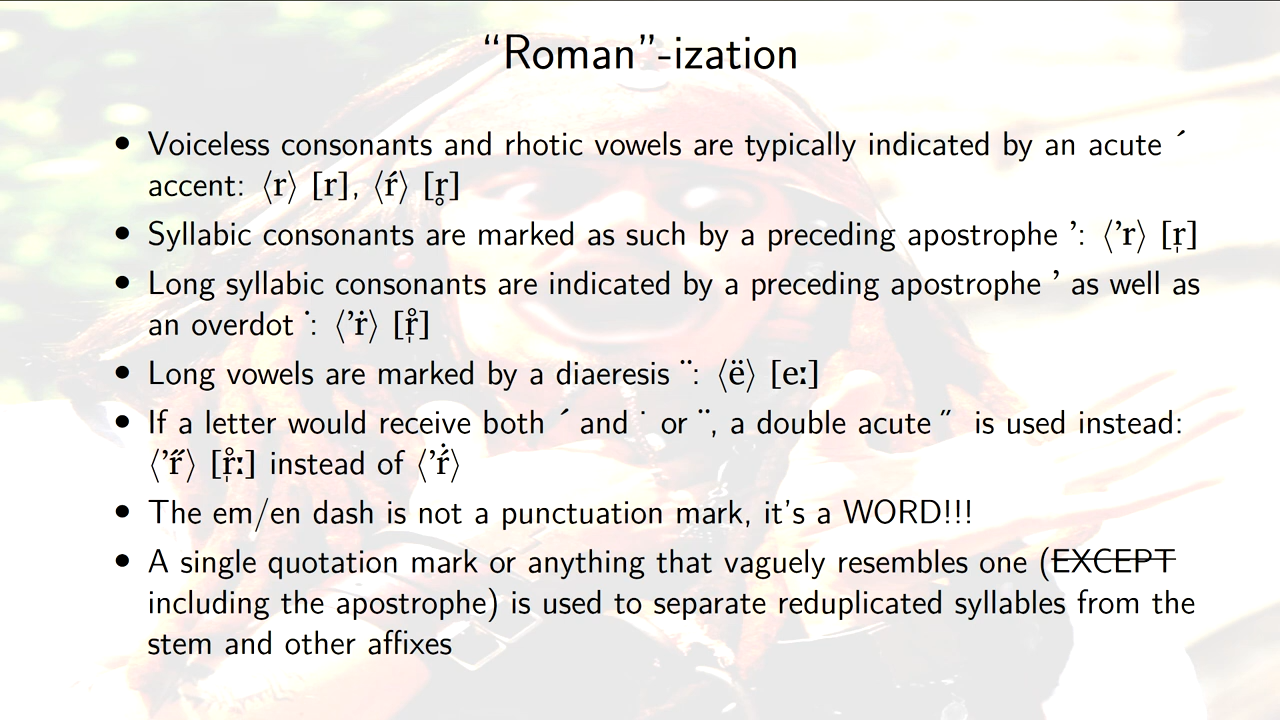 “Roman”-ization
• Voiceless consonants and rhotic vowels are typically indicated by an acute ´
accent: ⟨r⟩ [r], ⟨ŕ⟩ [r̥]
• Syllabic consonants are marked as such by a preceding apostrophe ’: ⟨’r⟩ [r̩]
• Long syllabic consonants are indicated by a preceding apostrophe ’ as well as
an overdot ˙: ⟨’ṙ⟩ [r̩̊]
• Long vowels are marked by a diaeresis ¨: ⟨ë⟩ [eː]
• If a letter would receive both ´ and ˙ or ¨, a double acute ˝ is used instead:
⟨’r̋⟩ [r̩̊ː] instead of ⟨’ṙ́⟩
• The em/en dash is not a punctuation mark, it’s a WORD!!!
• A single quotation mark or anything that vaguely resembles one (EXCEPT
including the apostrophe) is used to separate reduplicated syllables from the
stem and other affixes